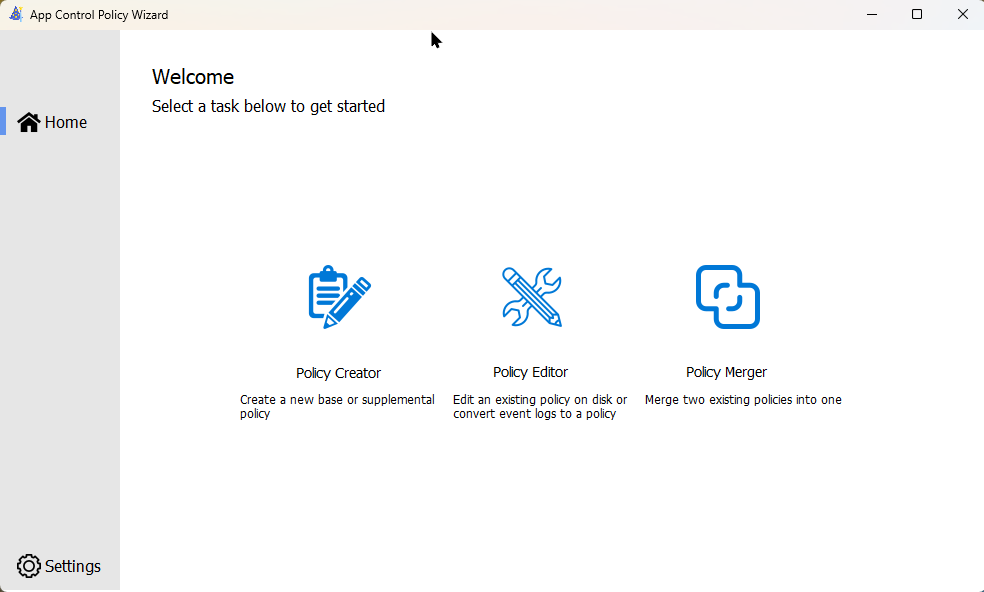 App Control Policy Wizard
Welcome
Select a task below to get started
Home
Policy Creator
Create a new base or supplemental
policy
Policy Editor
Edit an existing policy on disk or
convert event logs to a policy
Policy Merger
Merge two existing policies into one
Settings